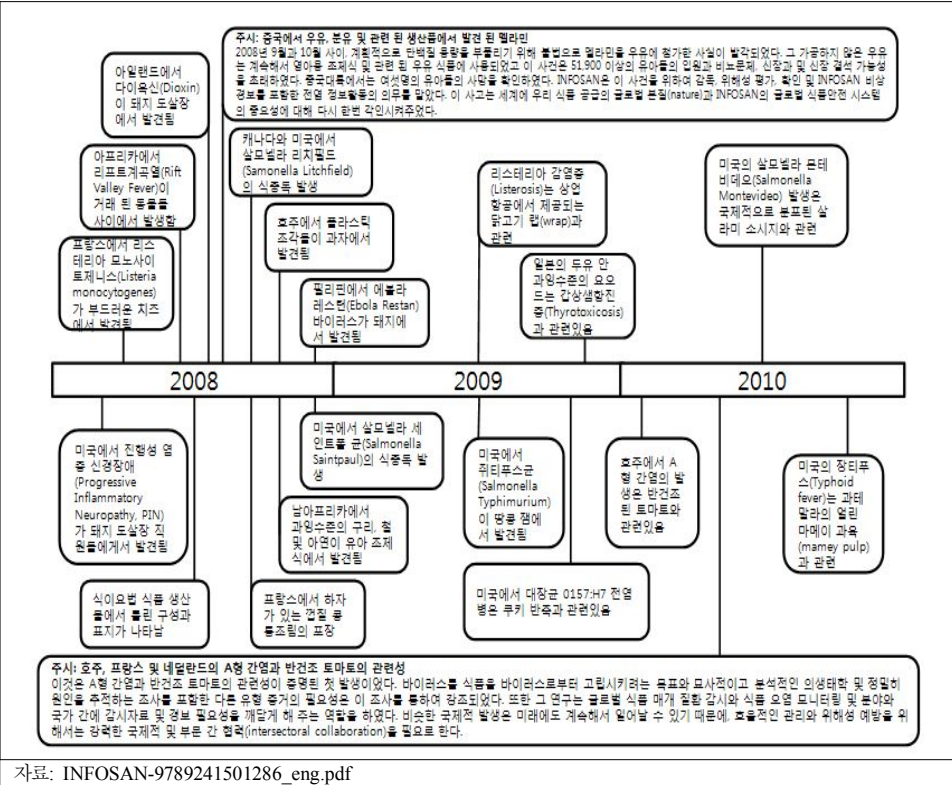 주시: 중국에서 우유, 분유 및 관련 된 생산품에서 발견 된 멜라민
2008년 9월과 10월 사이, 계획적으로 단백질 용량을 부풀리기 위해 불법으로 멜라민을 우유에 첨가한 사실이 발각되었다. 그 가공하지 않은 우유
는 계속해서 영아용 조제식 및 관련 된 우유 식품에 사용되었고 이 사건은 51,900 이상의 유아들의 입원과 비뇨문제, 신장과 및 신장 결석 가능성
을 초래하였다. 중국대륙에서는 여섯명의 유아들의 사망을 확인하였다. INFOSAN은 이 사건을 위하여 감독, 위해성 평가, 확인 및 INFOSAN 비상
경보를 포함한 전염 정보활동의 의무를 맡았다. 이 사고는 세계에 우리 식품 공급의 글로벌 본질(nature)과 INFOSAN의 글로벌 식품안전 시스템
의 중요성에 대해 다시 한번 각인시켜주었다.
아일랜드에서
다이옥신(Dioxin)
이 돼지 도살장
에서 발견됨
아프리카에서
리프트계곡열(Rift
Valley Fever)이
거래 된 동물들
사이에서 발생함
프랑스에서 리스
테리아 모노사이
토제니스(Listeria
monocytogenes)
가 부드러운 치즈
에서 발견됨
캐나다와 미국에서
살모넬라 리치필드
(Samonella Litchfield)
의 식중독 발생
호주에서 플라스틱
조각들이 과자에서
발견됨
필리핀에서 에볼라
레스턴(Ebola Restan)
바이러스가 돼지에
서 발견됨
리스테리아 감염증
(Listerosis)는 상업
항공에서 제공되는
닭고기 랩(wrap)과
관련
일본의 두유 안
과잉수준의 요오
드는 갑상샘항진
증(Thyrotoxicosis)
과 관련있음
미국의 살모넬라 몬테
비데오(Salmonella
Montevideo) 발생은
국제적으로 분포된 살
라미 소시지와 관련
2008
2009
2010
미국에서 진행성 염
증 신경장애
(Progressive
Inflammatory
Neuropathy, PIN)
가 돼지 도살장 직
원들에게서 발견됨
식이요법 식품 생산
물에서 틀린 구성과
표지가 나타남
미국에서 살모넬라 세
인트폴 균(Salmonella
Saintpaul)의 식중독 발
생
남아프리카에서
과잉수준의 구리, 철
및 아연이 유아 조제
식에서 발견됨
프랑스에서 하자
가 있는 껍질 콩
통조림의 포장
미국에서
쥐티푸스균
(Salmonella
Typhimurium)
이 땅콩 잼에
서 발견됨
미국에서 대장균 0157:H7 전염
병은 쿠키 반죽과 관련있음
호주에서 A
형 간염의 발
생은 반건조
된 토마토와
관련있음
미국의 장티푸
스(Typhoid
fever)는 과테
말라의 얼린
마메이 과육
(mamey pulp)
과 관련
주시: 호주, 프랑스 및 네덜란드의 A형 간염과 반건조 토마토의 관련성
이것은 A형 간염과 반건조 토마토의 관련성이 증명된 첫 발생이었다. 바이러스를 식품을 바이러스로부터 고립시키려는 목표와 묘사적이고 분석적인 의생태학 및 정밀히
원인을 추적하는 조사를 포함한 다른 유형 증거의 필요성은 이 조사를 통하여 강조되었다. 또한 그 연구는 글로벌 식품 매개 질환 감시와 식품 오염 모니터링 및 분야와
국가 간에 감시자료 및 경보 필요성을 깨닫게 해 주는 역할을 하였다. 비슷한 국제적 발생은 미래에도 계속해서 일어날 수 있기 때문에, 효율적인 관리와 위해성 예방을 위
해서는 강력한 국제적 및 부문 간 협력(intersectoral collaboration)을 필요로 한다.
자료: INFOSAN-9789241501286_eng.pdf